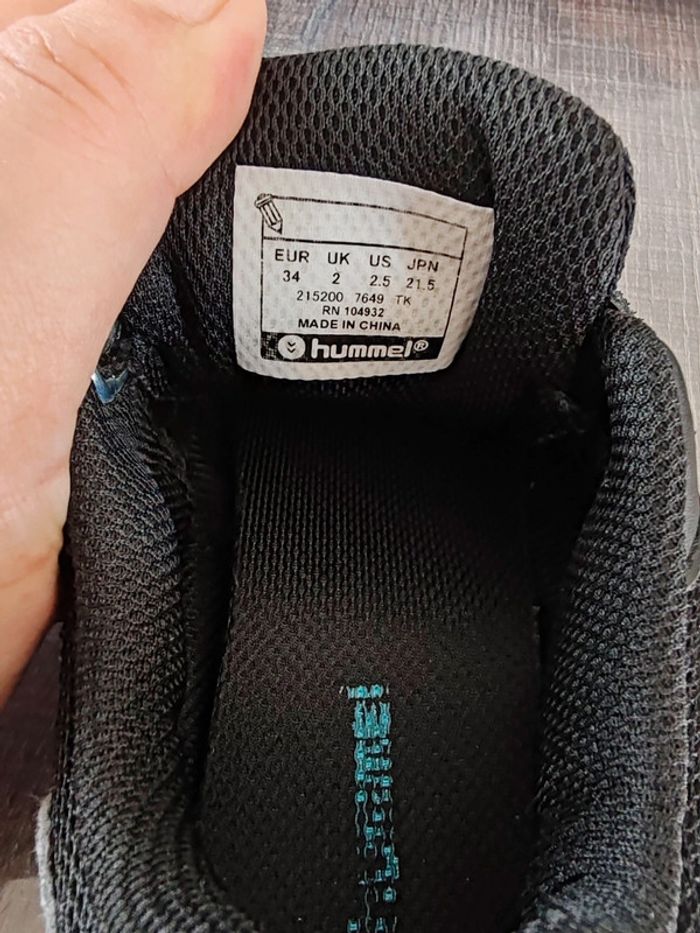 EUR UK US JPN
34 2 2.5 21.5
215200 7649 TK
RN 104932
MADE IN CHINA
hummel®